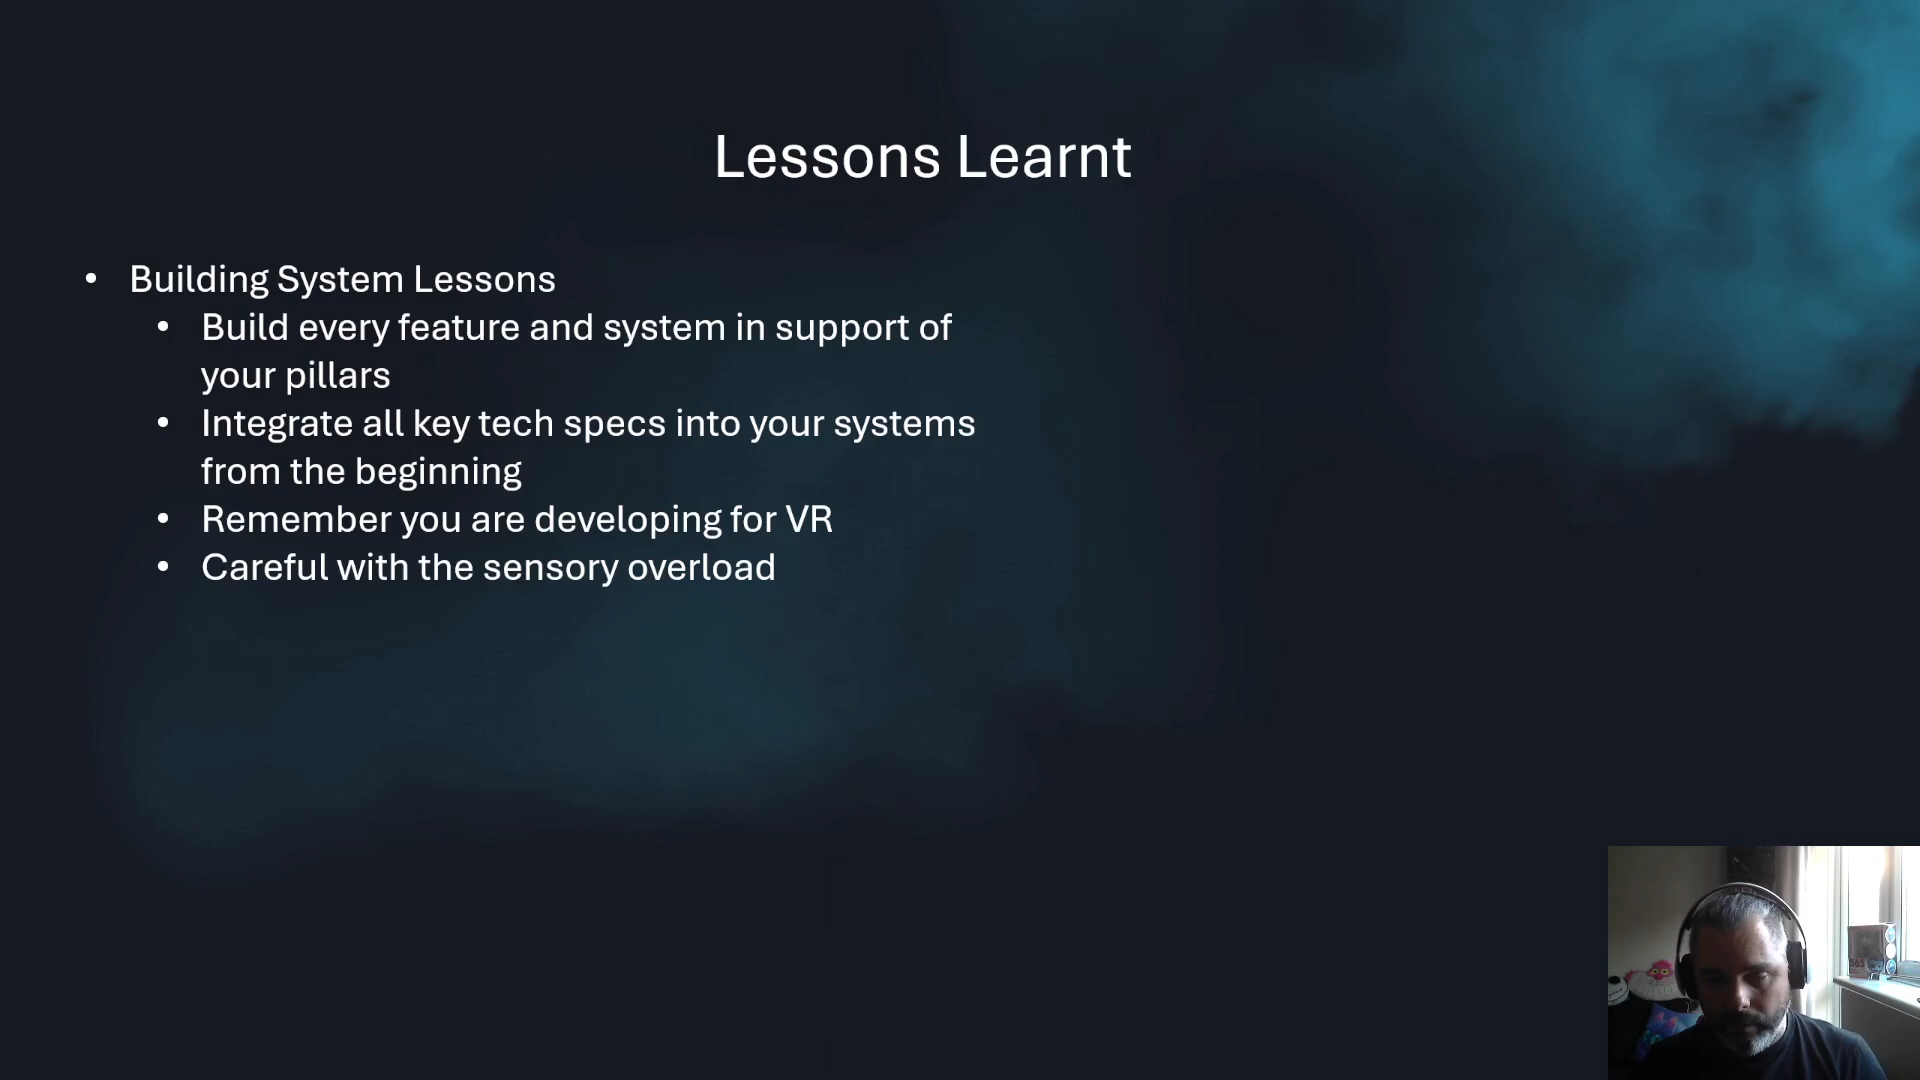 Lessons Learnt
• Building System Lessons
• Build every feature and system in support of
your pillars
• Integrate all key tech specs into your systems
from the beginning
• Remember you are developing for VR
• Careful with the sensory overload